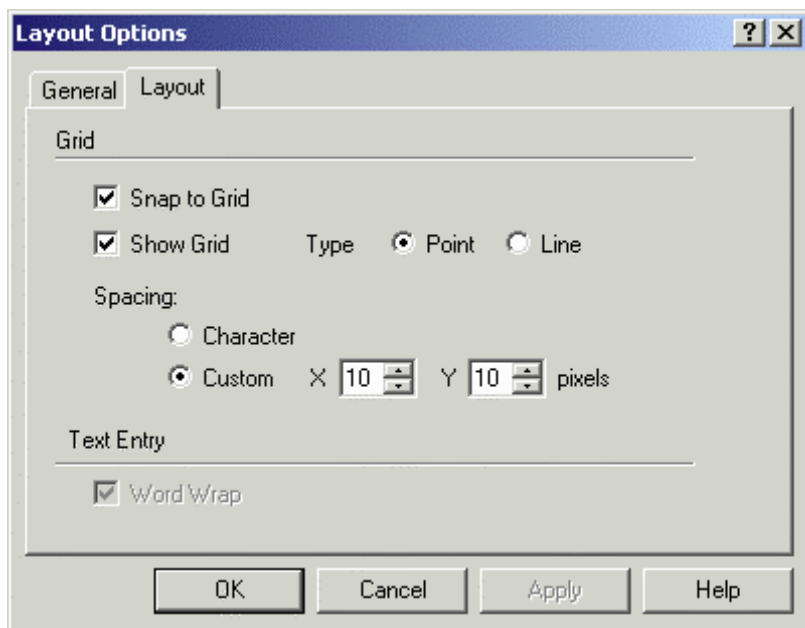 Layout Options
General Layout
Grid
Snap to Grid
Show Grid Type Point Line
Spacing:
Character
Custom X 10 Y 10 pixels
Text Entry
Word Wrap
OK Cancel Apply Help